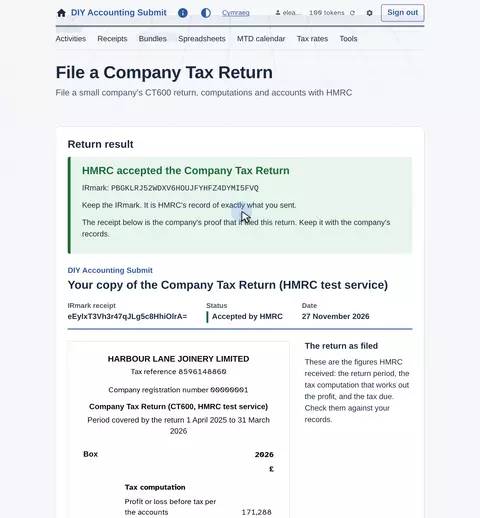 DIY Accounting Submit
Cymraeg
elea...
100 tokens
Sign out
Activities
Receipts
Bundles
Spreadsheets
MTD calendar
Tax rates
Tools
File a Company Tax Return
File a small company's CT600 return, computations and accounts with HMRC
Return result
HMRC accepted the Company Tax Return
IRmark: PBGKLRJ52WDXV6HOUJFYHFZ4DYMI5FVQ
Keep the IRmark. It is HMRC's record of exactly what you sent.
The receipt below is the company's proof that it filed this return. Keep it with the company's
records.
DIY Accounting Submit
Your copy of the Company Tax Return (HMRC test service)
IRmark receipt
eEylxT3Vh3r47qJLg5c8HhiOlrA=
Status
Accepted by HMRC
Date
27 November 2026
HARBOUR LANE JOINERY LIMITED
Tax reference 8596148860
Company registration number 00000001
Company Tax Return (CT600, HMRC test service)
Period covered by the return 1 April 2025 to 31 March
2026
Box
2026
£
Tax computation
Profit or loss before tax per
the accounts
171,288
The return as filed
These are the figures HMRC
received: the return period, the
tax computation that works out
the profit, and the tax due.
Check them against your
records.